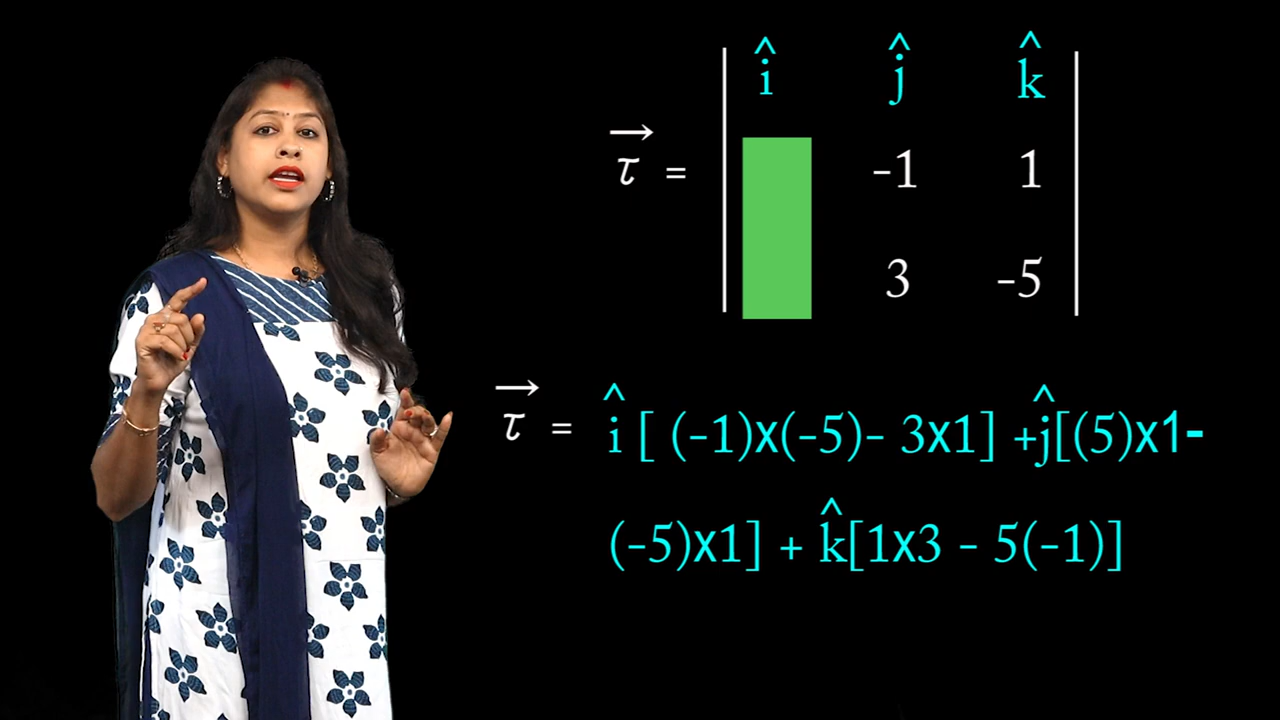 î ĵ k̂
τ⃗ = | -1 1 |
3 -5
τ⃗ = î [ (-1)x(-5)- 3x1] +ĵ[(5)x1-
(-5)x1] + k̂[1x3 - 5(-1)]